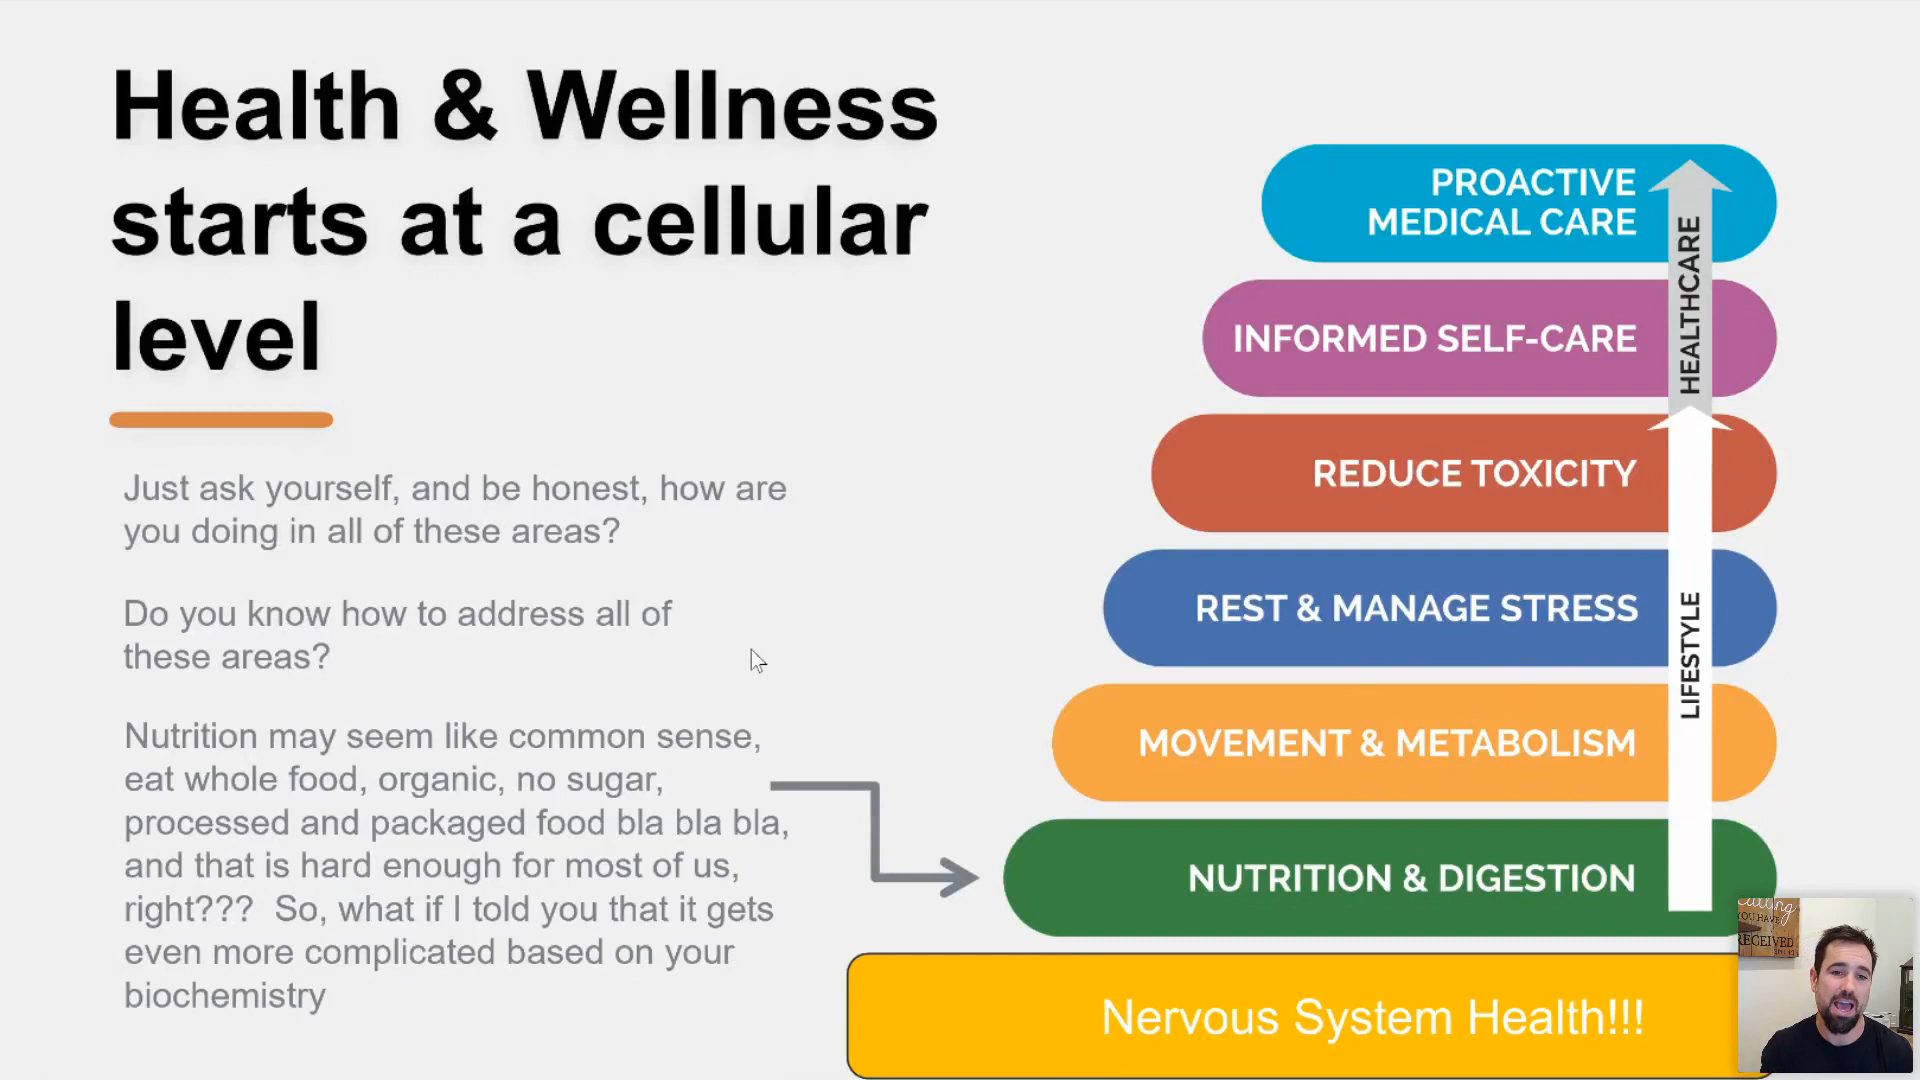 Health & Wellness
starts at a cellular
level
Just ask yourself, and be honest, how are
you doing in all of these areas?
Do you know how to address all of
these areas?
Nutrition may seem like common sense,
eat whole food, organic, no sugar,
processed and packaged food bla bla bla,
and that is hard enough for most of us,
right???  So, what if I told you that it gets
even more complicated based on your
biochemistry
PROACTIVE
MEDICAL CARE
INFORMED SELF-CARE
REDUCE TOXICITY
REST & MANAGE STRESS
MOVEMENT & METABOLISM
NUTRITION & DIGESTION
HEALTHCARE
LIFESTYLE
Nervous System Health!!!
YOU HAVE
RECEIVED